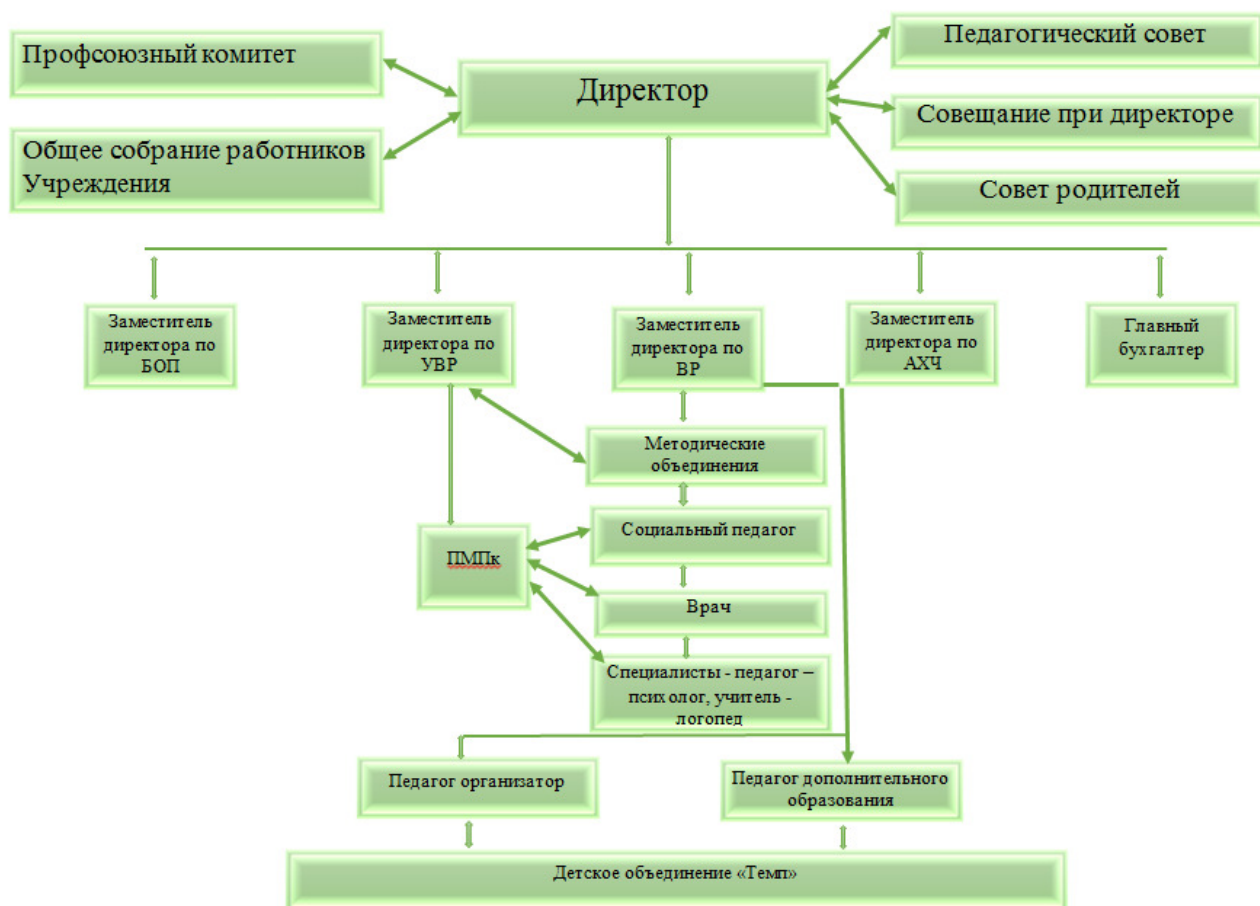 Профсоюзный комитет
Директор
Педагогический совет
Совещание при директоре
Общее собрание работников
Учреждения
Совет родителей
Заместитель
директора по
БОП
Заместитель
директора по
УВР
Заместитель
директора по
ВР
Заместитель
директора по
АХЧ
Главный
бухгалтер
Методические
объединения
Социальный педагог
ПМПк
Врач
Специалисты - педагог –
психолог, учитель -
логопед
Педагог организатор
Педагог дополнительного
образования
Детское объединение «Темп»